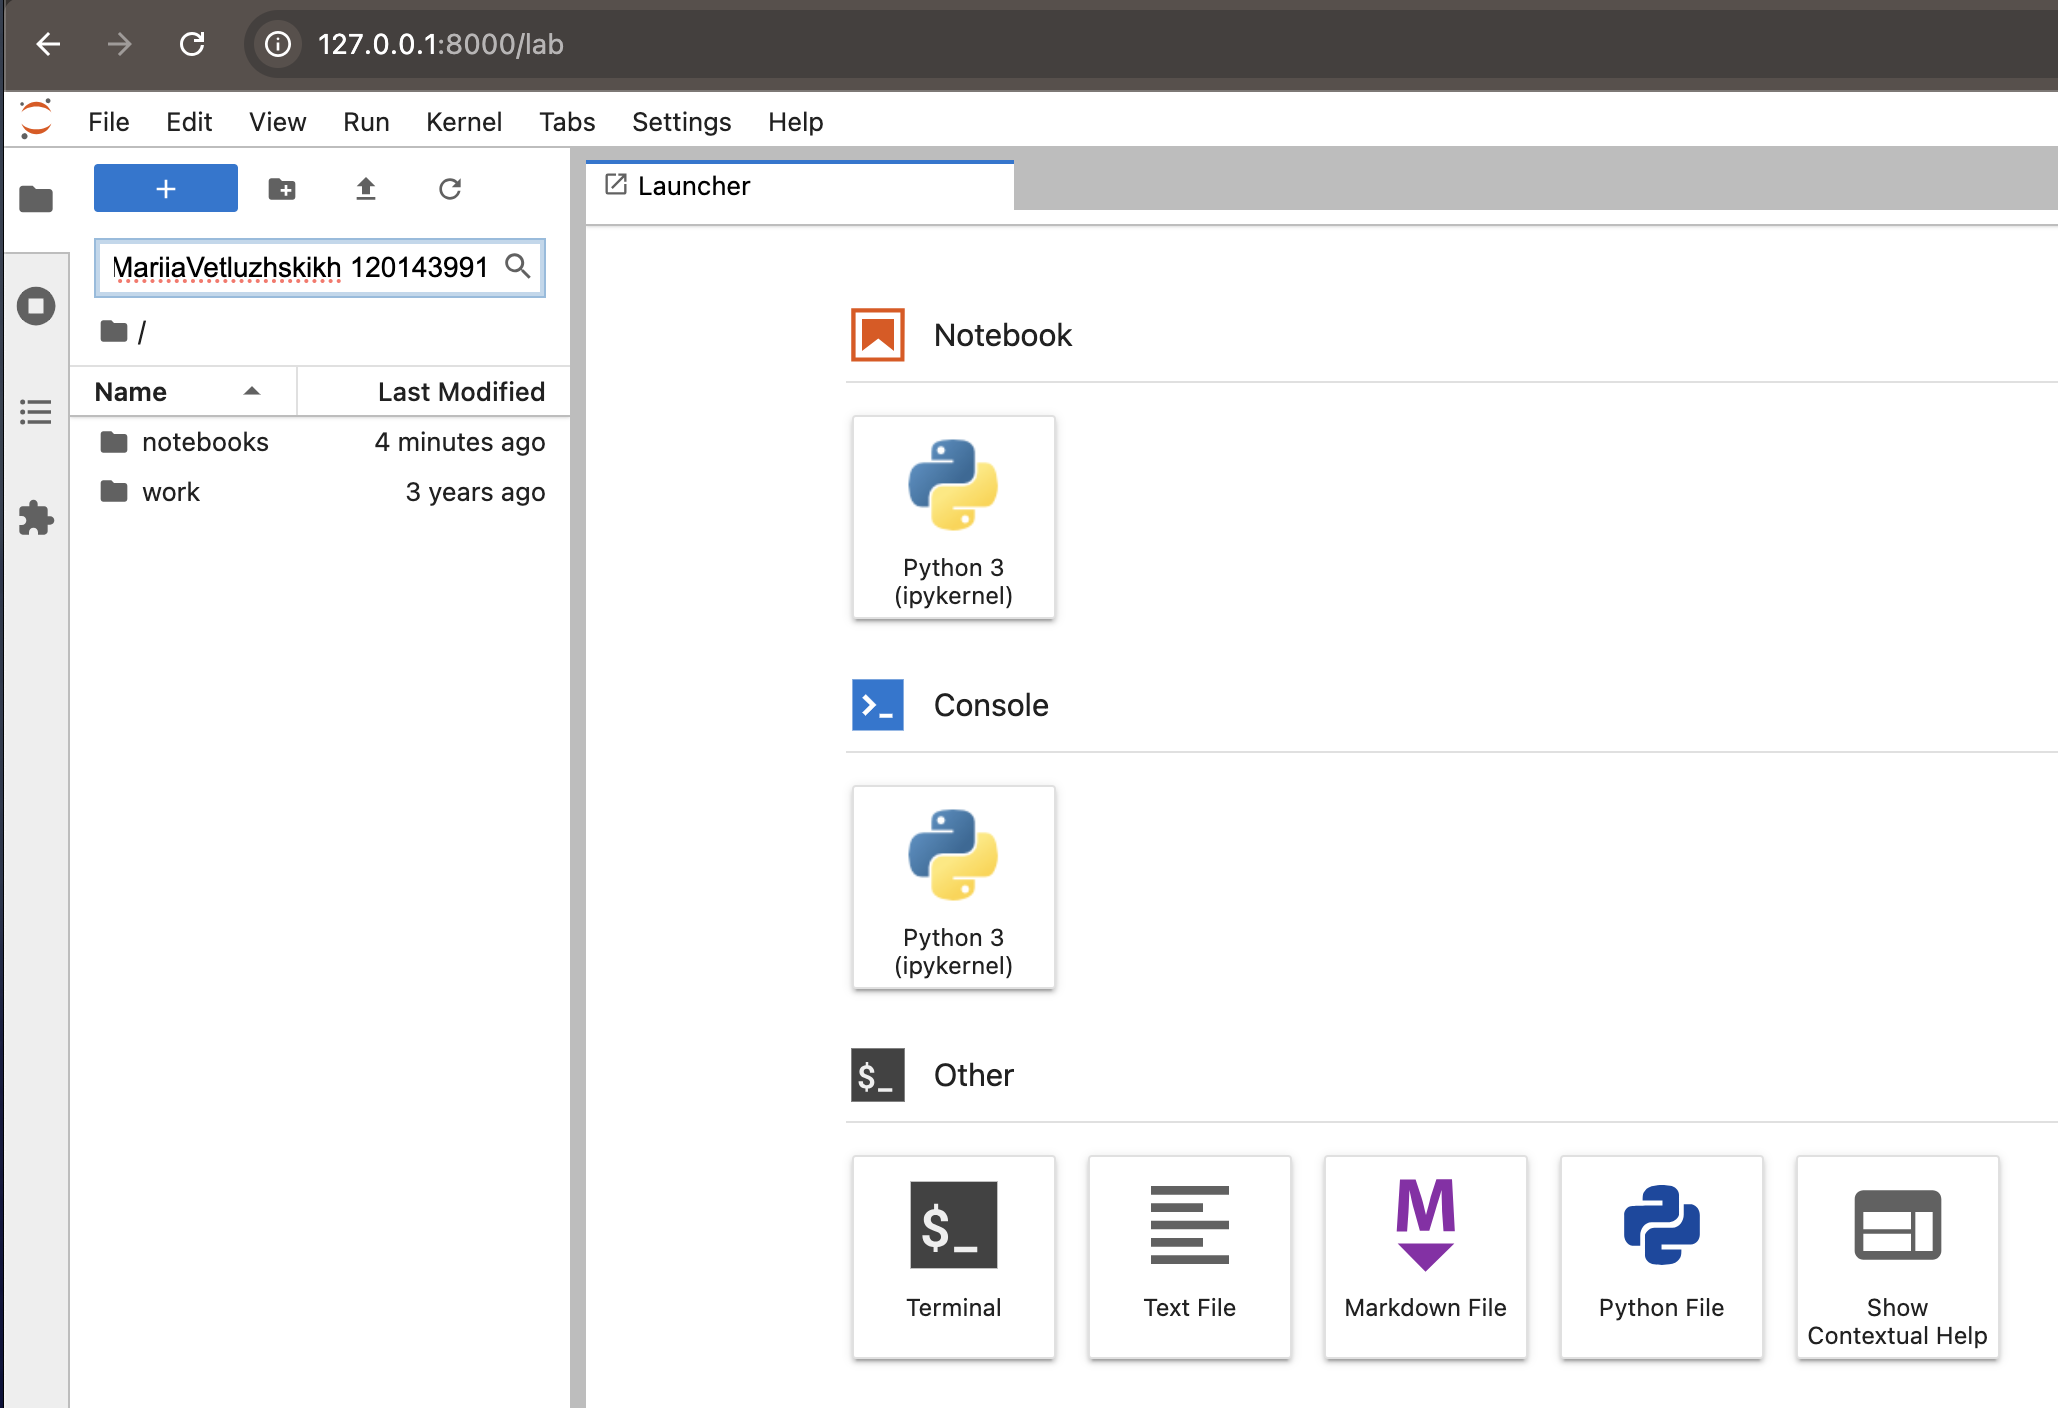 127.0.0.1:8000/lab
File Edit View Run Kernel Tabs Settings Help
+
Launcher
MariiaVetluzhskikh 120143991
/
Name Last Modified
notebooks 4 minutes ago
work 3 years ago
Notebook
Python 3
(ipykernel)
>_ Console
Python 3
(ipykernel)
$_ Other
$_
Terminal
Text File
M
Markdown File
Python File
Show
Contextual Help